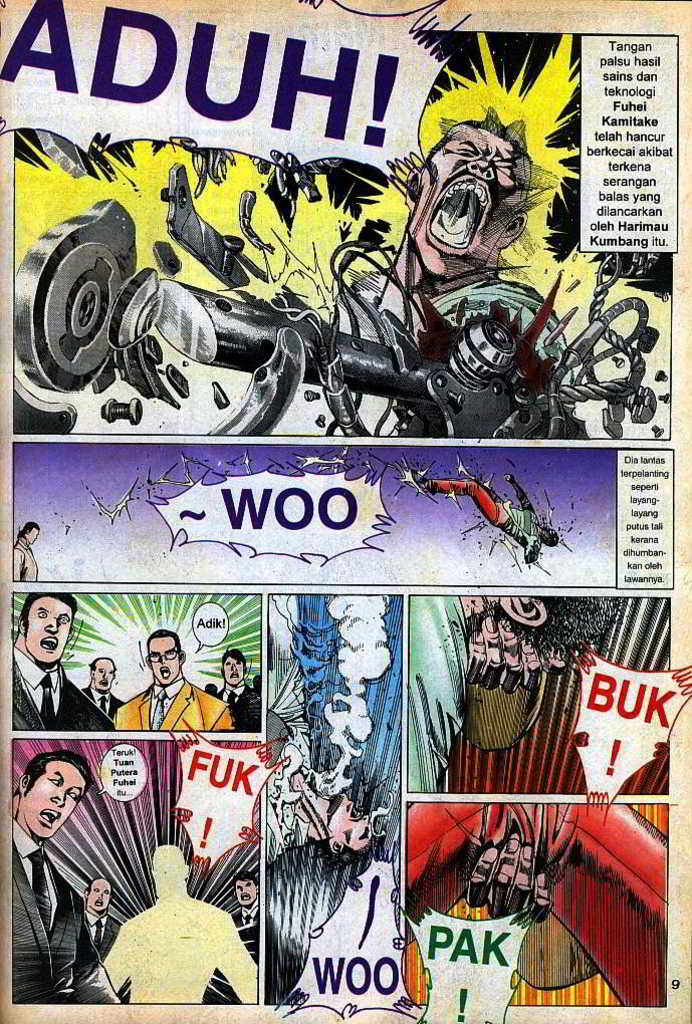 ADUH!
Tangan
palsu hasil
sains dan
teknologi
Fuhei
Kamitake
telah hancur
berkecai akibat
terkena
serangan
balas yang
dilancarkan
oleh Harimau
Kumbang itu.
~ WOO
Dia lantas
terpelanting
seperti
layang-
layang
putus tali
kerana
dihumban-
kan oleh
lawannya.
Adik!
BUK
!
Teruk!
Tuan
Putera
Fuhei
itu...
FUK
!
WOO
PAK
!
9